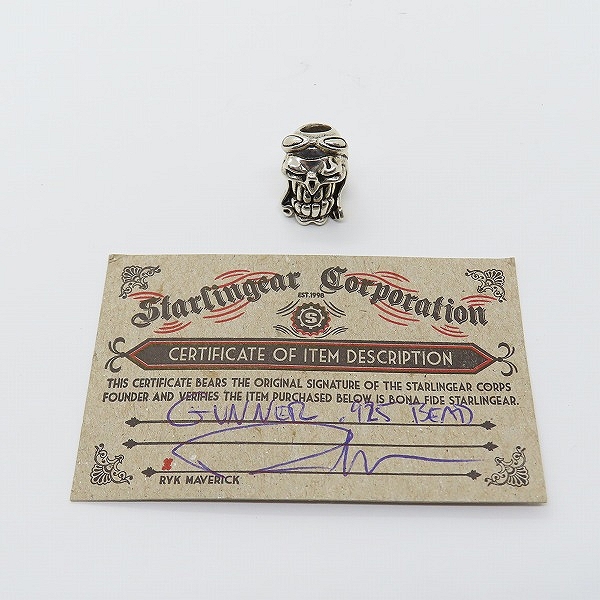 Starlingear Corporation
EST.1998
S
CERTIFICATE OF ITEM DESCRIPTION
THIS CERTIFICATE BEARS THE ORIGINAL SIGNATURE OF THE STARLINGEAR CORPS
FOUNDER AND VERIFIES THE ITEM PURCHASED BELOW IS BONA FIDE STARLINGEAR.
GUNNER .925 BEAD
X
RYK MAVERICK